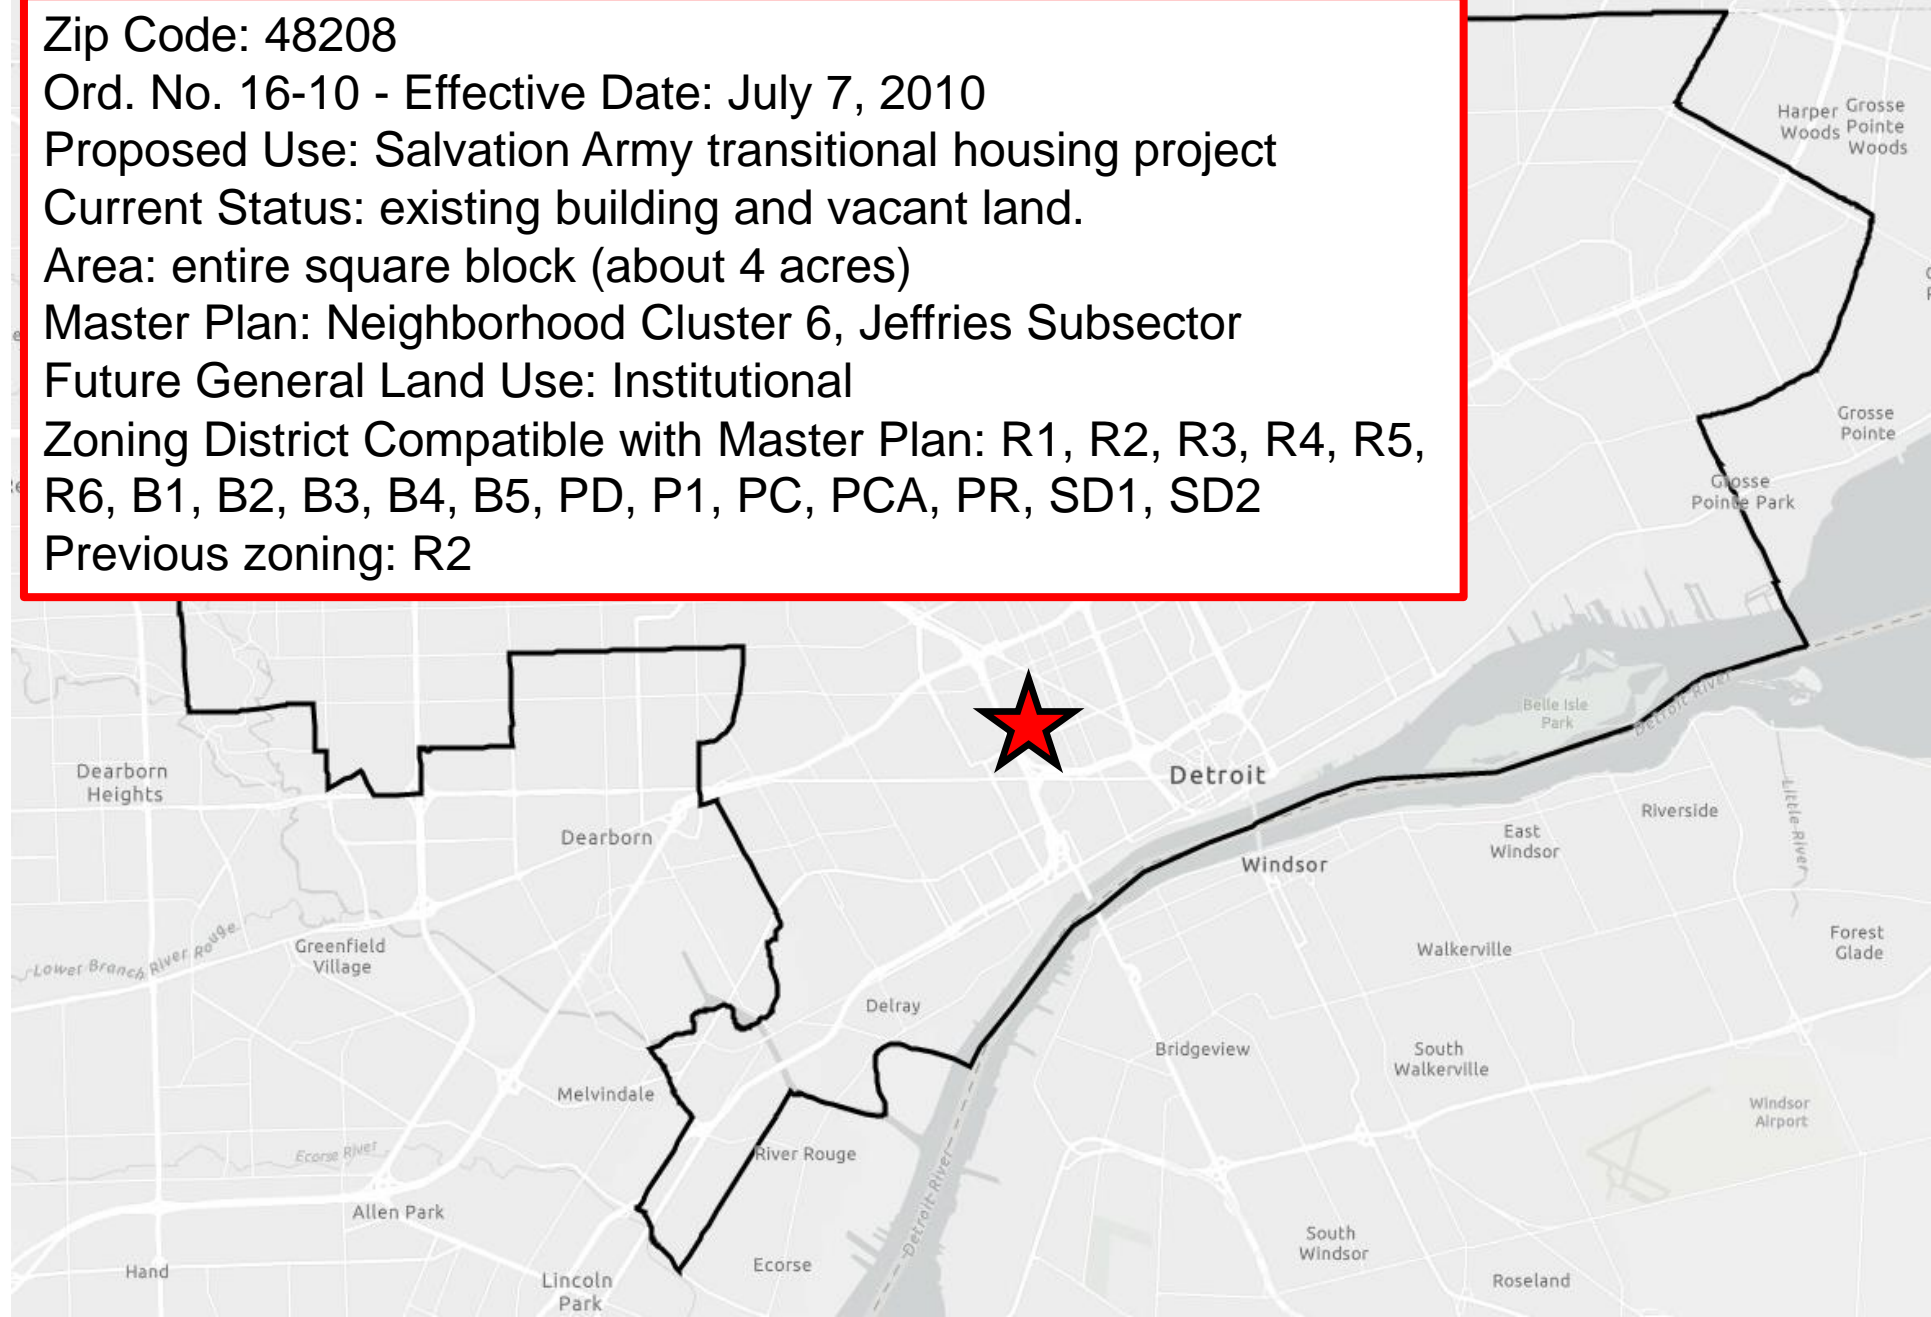 Zip Code: 48208
Ord. No. 16-10 - Effective Date: July 7, 2010
Proposed Use: Salvation Army transitional housing project
Current Status: existing building and vacant land.
Area: entire square block (about 4 acres)
Master Plan: Neighborhood Cluster 6, Jeffries Subsector
Future General Land Use: Institutional
Zoning District Compatible with Master Plan: R1, R2, R3, R4, R5,
R6, B1, B2, B3, B4, B5, PD, P1, PC, PCA, PR, SD1, SD2
Previous zoning: R2
Harper
Woods
Grosse
Pointe
Woods
Grosse
Pointe
Grosse
Pointe Park
Belle Isle
Park
Detroit River
Dearborn
Heights
Detroit
Riverside
Little River
Dearborn
East
Windsor
Windsor
Lower Branch River Rouge
Greenfield
Village
Walkerville
Forest
Glade
Delray
Bridgeview
South
Walkerville
Melvindale
Windsor
Airport
Ecorse River
River Rouge
Detroit River
Allen Park
South
Windsor
Hand
Ecorse
Lincoln
Park
Roseland